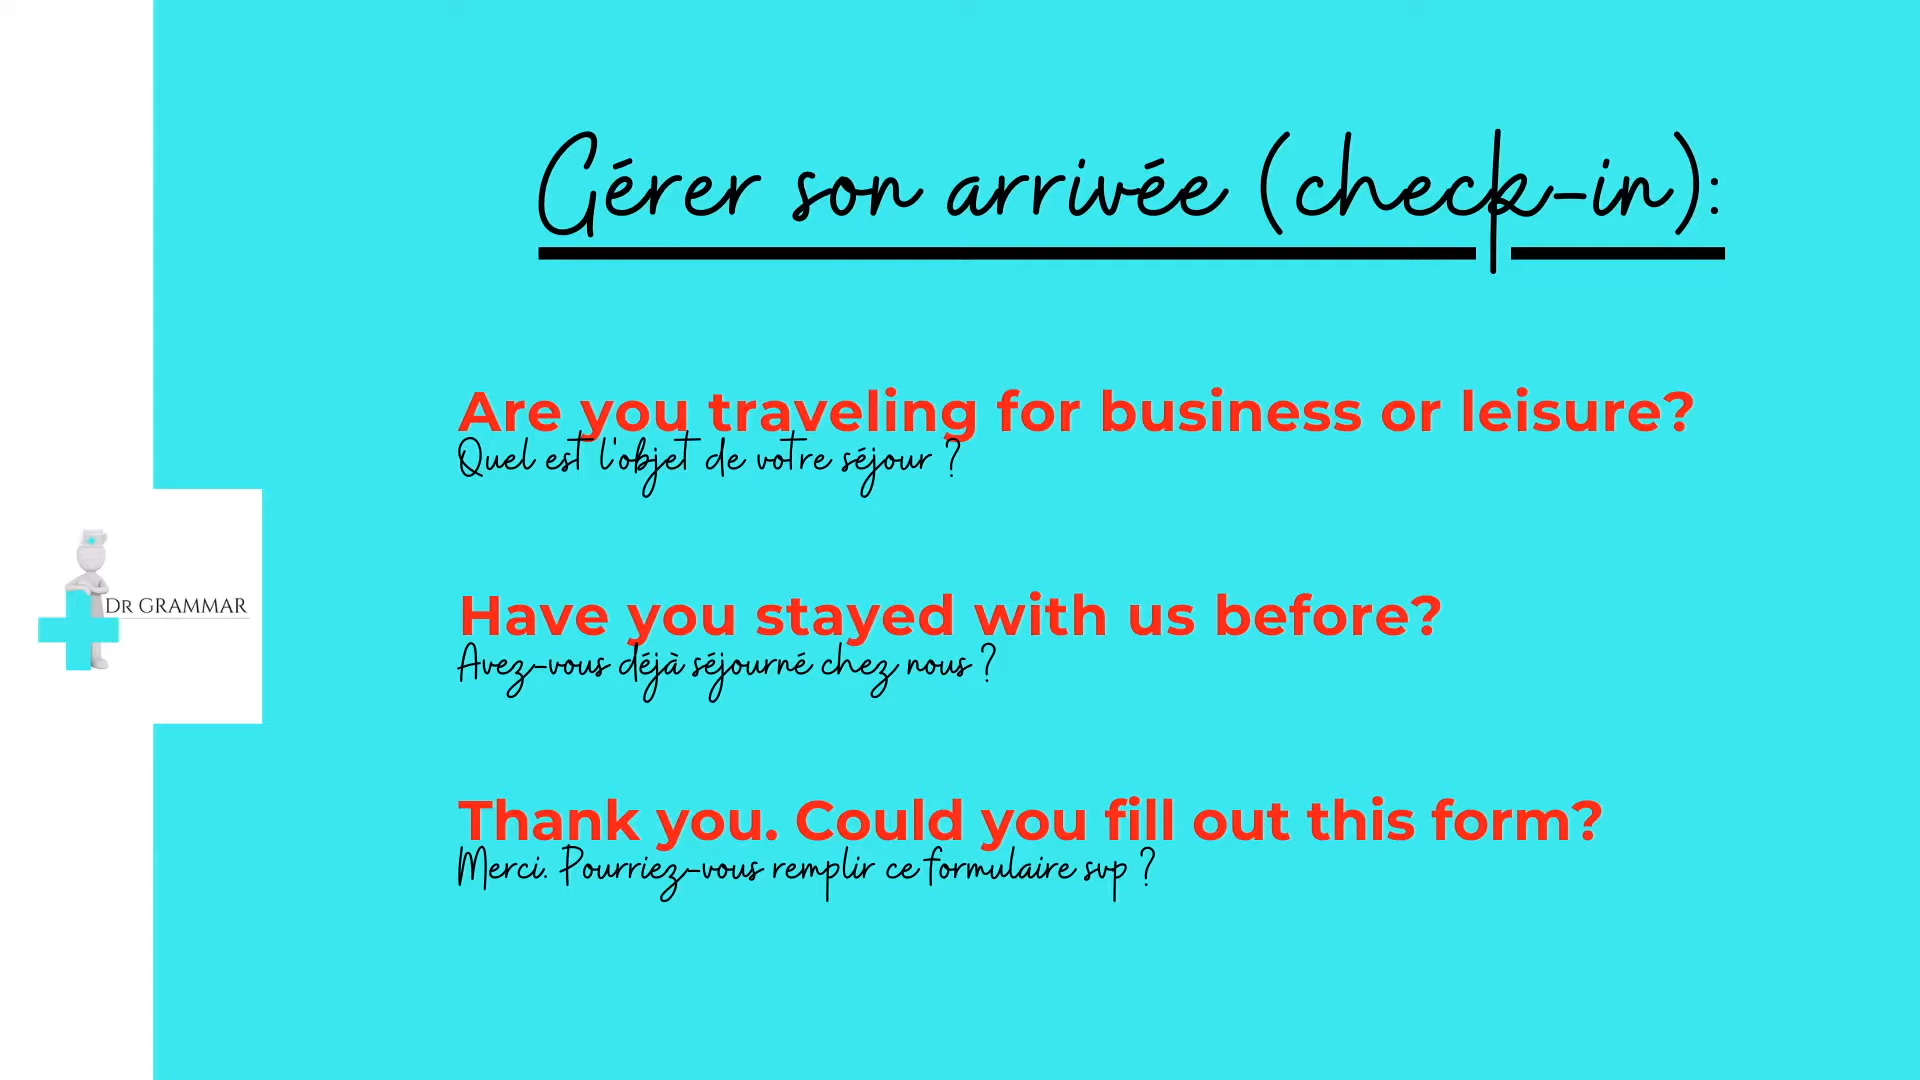 Gérer son arrivée (check-in):
Are you traveling for business or leisure?
Quel est l'objet de votre séjour ?
Have you stayed with us before?
Avez-vous déjà séjourné chez nous ?
DR GRAMMAR
Thank you. Could you fill out this form?
Merci. Pourriez-vous remplir ce formulaire svp ?